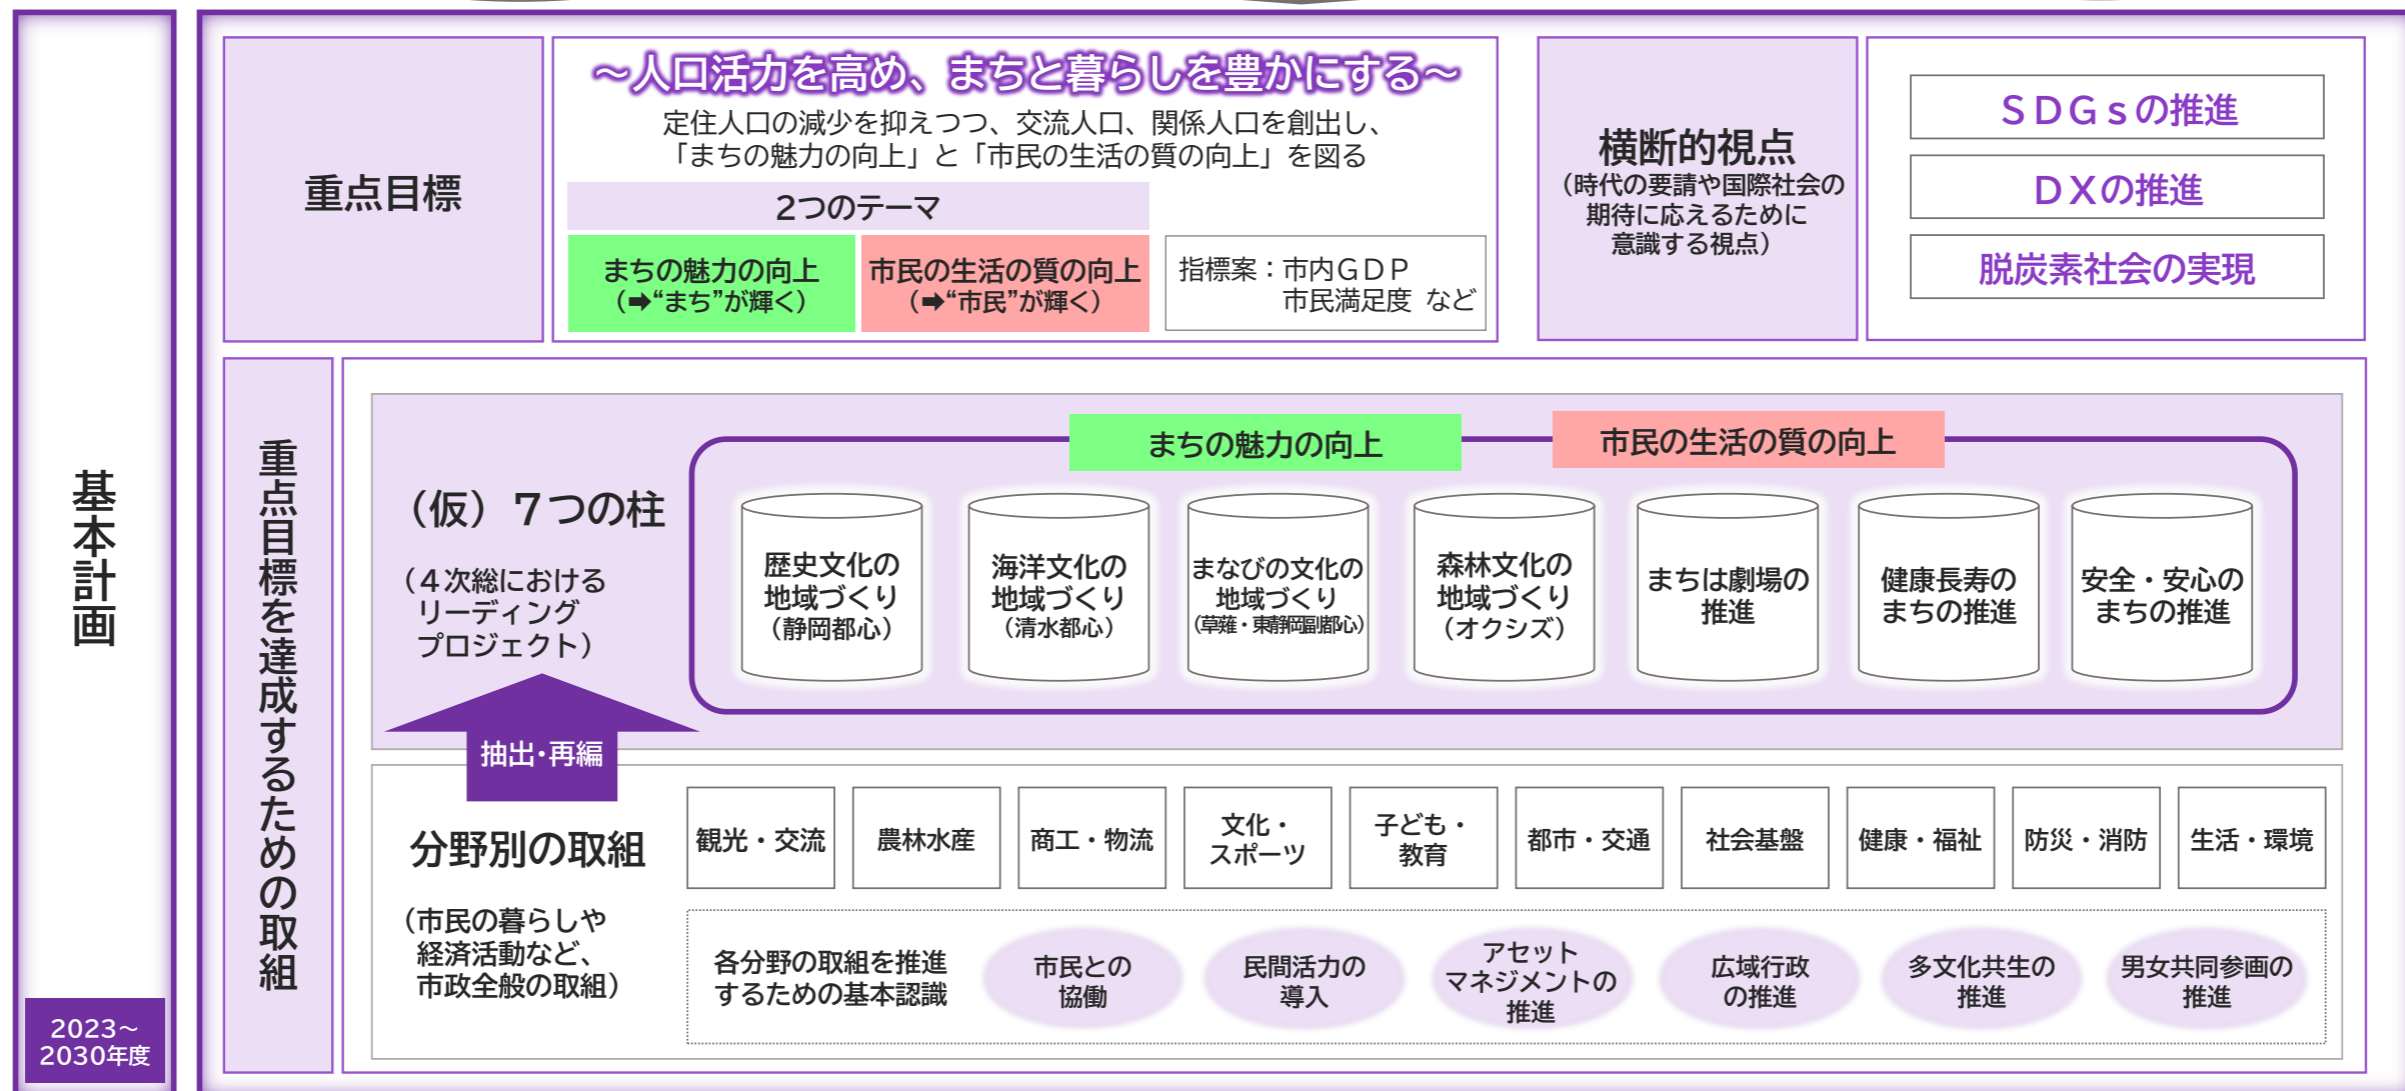 基本計画
2023～
2030年度
重点目標
～人口活力を高め、まちと暮らしを豊かにする～
定住人口の減少を抑えつつ、交流人口、関係人口を創出し、
「まちの魅力の向上」と「市民の生活の質の向上」を図る
2つのテーマ
まちの魅力の向上
（➡“まち”が輝く）
市民の生活の質の向上
（➡“市民”が輝く）
指標案：市内ＧＤＰ
市民満足度 など
横断的視点
（時代の要請や国際社会の
期待に応えるために
意識する視点）
ＳＤＧｓの推進
ＤＸの推進
脱炭素社会の実現
重点目標を達成するための取組
（仮）７つの柱
（４次総における
リーディング
プロジェクト）
まちの魅力の向上
市民の生活の質の向上
歴史文化の
地域づくり
（静岡都心）
海洋文化の
地域づくり
（清水都心）
まなびの文化の
地域づくり
（草薙・東静岡副都心）
森林文化の
地域づくり
（オクシズ）
まちは劇場の
推進
健康長寿の
まちの推進
安全・安心の
まちの推進
抽出・再編
分野別の取組
（市民の暮らしや
経済活動など、
市政全般の取組）
観光・交流
農林水産
商工・物流
文化・
スポーツ
子ども・
教育
都市・交通
社会基盤
健康・福祉
防災・消防
生活・環境
各分野の取組を推進
するための基本認識
市民との
協働
民間活力の
導入
アセット
マネジメントの
推進
広域行政
の推進
多文化共生の
推進
男女共同参画の
推進